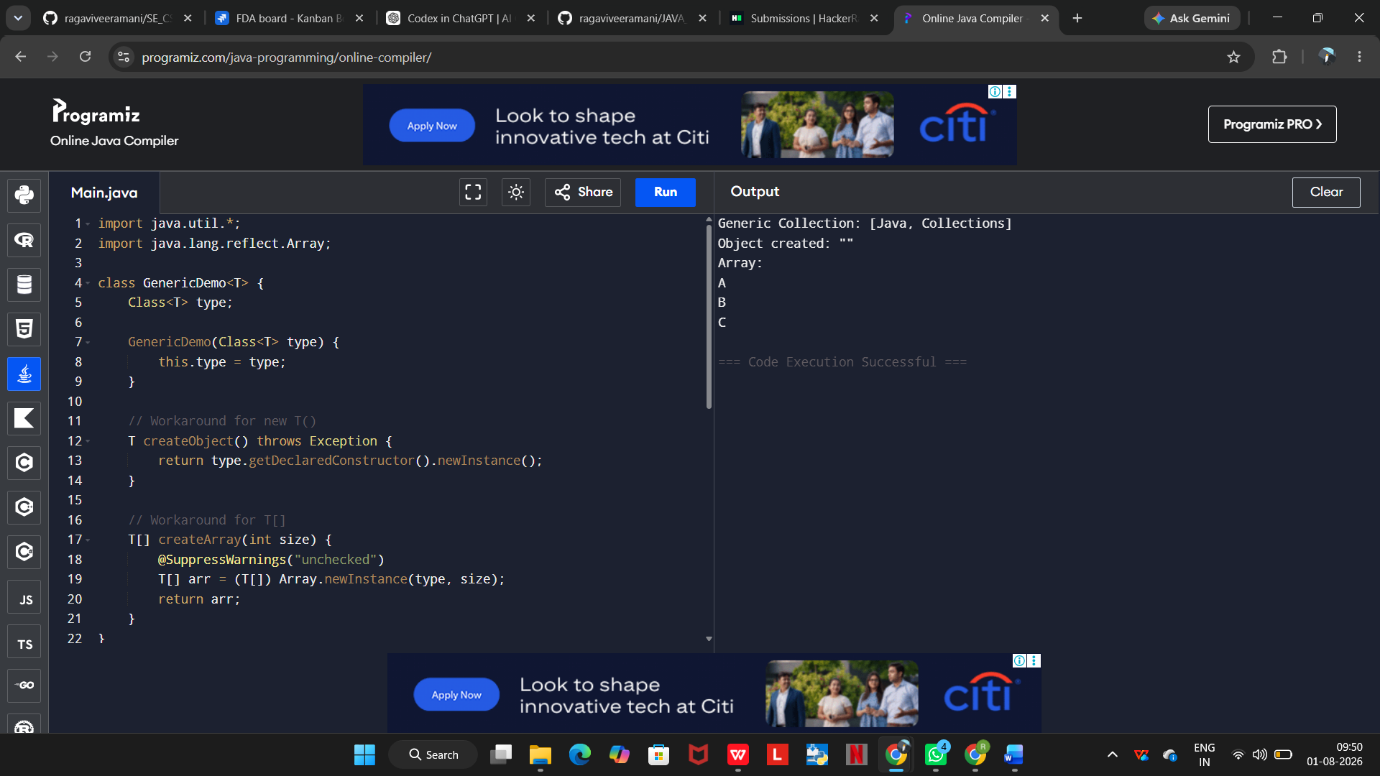 ragaviveeramani/SE_C
FDA board - Kanban B
Codex in ChatGPT | AI
ragaviveeramani/JAVA_
Submissions | HackerR
Online Java Compiler
Ask Gemini
programiz.com/java-programming/online-compiler/
Programiz
Online Java Compiler
Apply Now
Look to shape
innovative tech at Citi
citi
Programiz PRO
Main.java
Share
Run
Output
Clear
1 import java.util.*;
2 import java.lang.reflect.Array;
3
4 class GenericDemo<T> {
5 Class<T> type;
6
7 GenericDemo(Class<T> type) {
8 this.type = type;
9 }
10
11 // Workaround for new T()
12 T createObject() throws Exception {
13 return type.getDeclaredConstructor().newInstance();
14 }
15
16 // Workaround for T[]
17 T[] createArray(int size) {
18 @SuppressWarnings("unchecked")
19 T[] arr = (T[]) Array.newInstance(type, size);
20 return arr;
21 }
22 }
Generic Collection: [Java, Collections]
Object created: ""
Array:
A
B
C
=== Code Execution Successful ===
JS
TS
GO
Apply Now
Look to shape
innovative tech at Citi
citi
Search
4
R
ENG
IN
09:50
01-08-2026